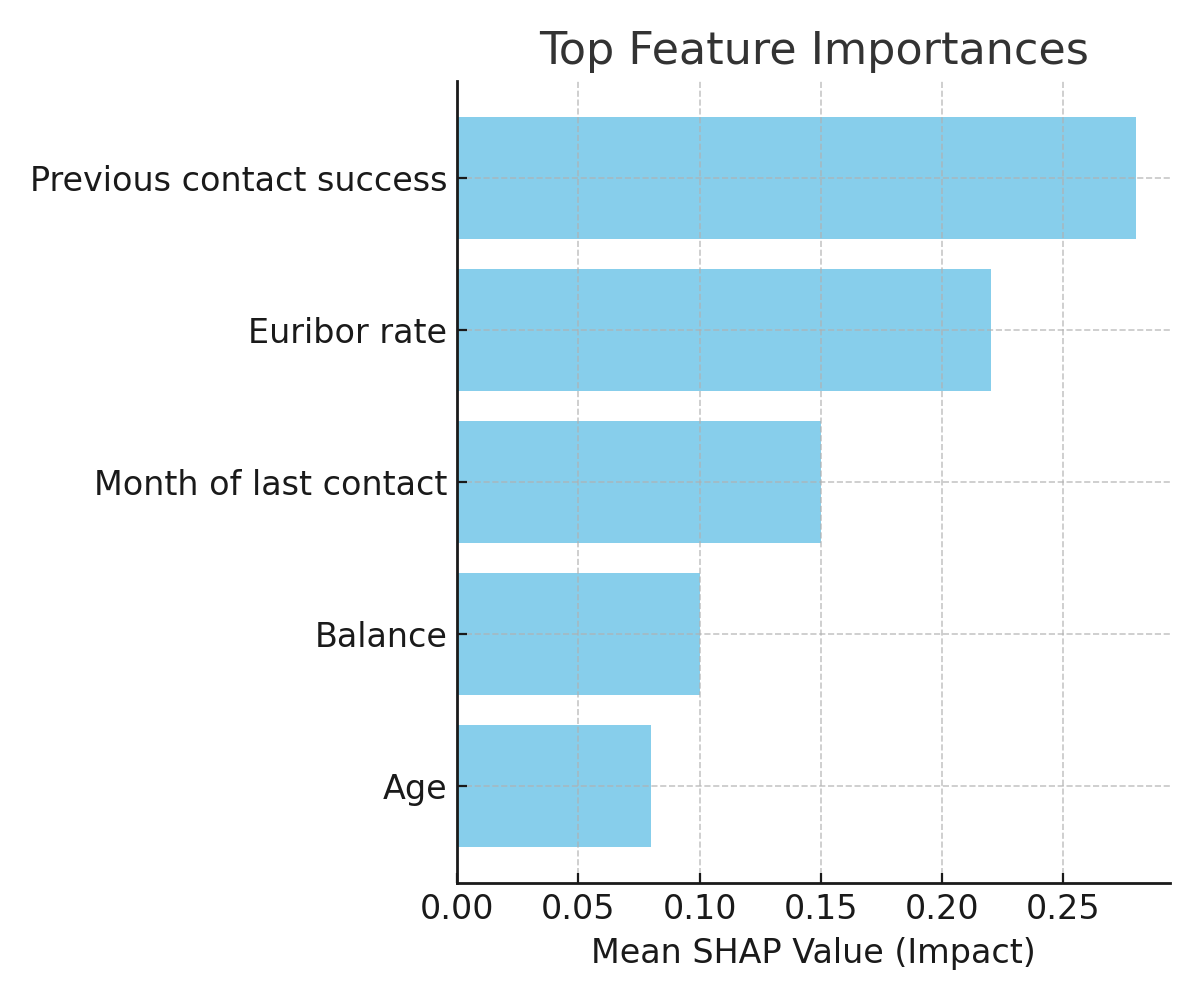 Top Feature Importances
Previous contact success
Euribor rate
Month of last contact
Balance
Age
0.00 0.05 0.10 0.15 0.20 0.25
Mean SHAP Value (Impact)